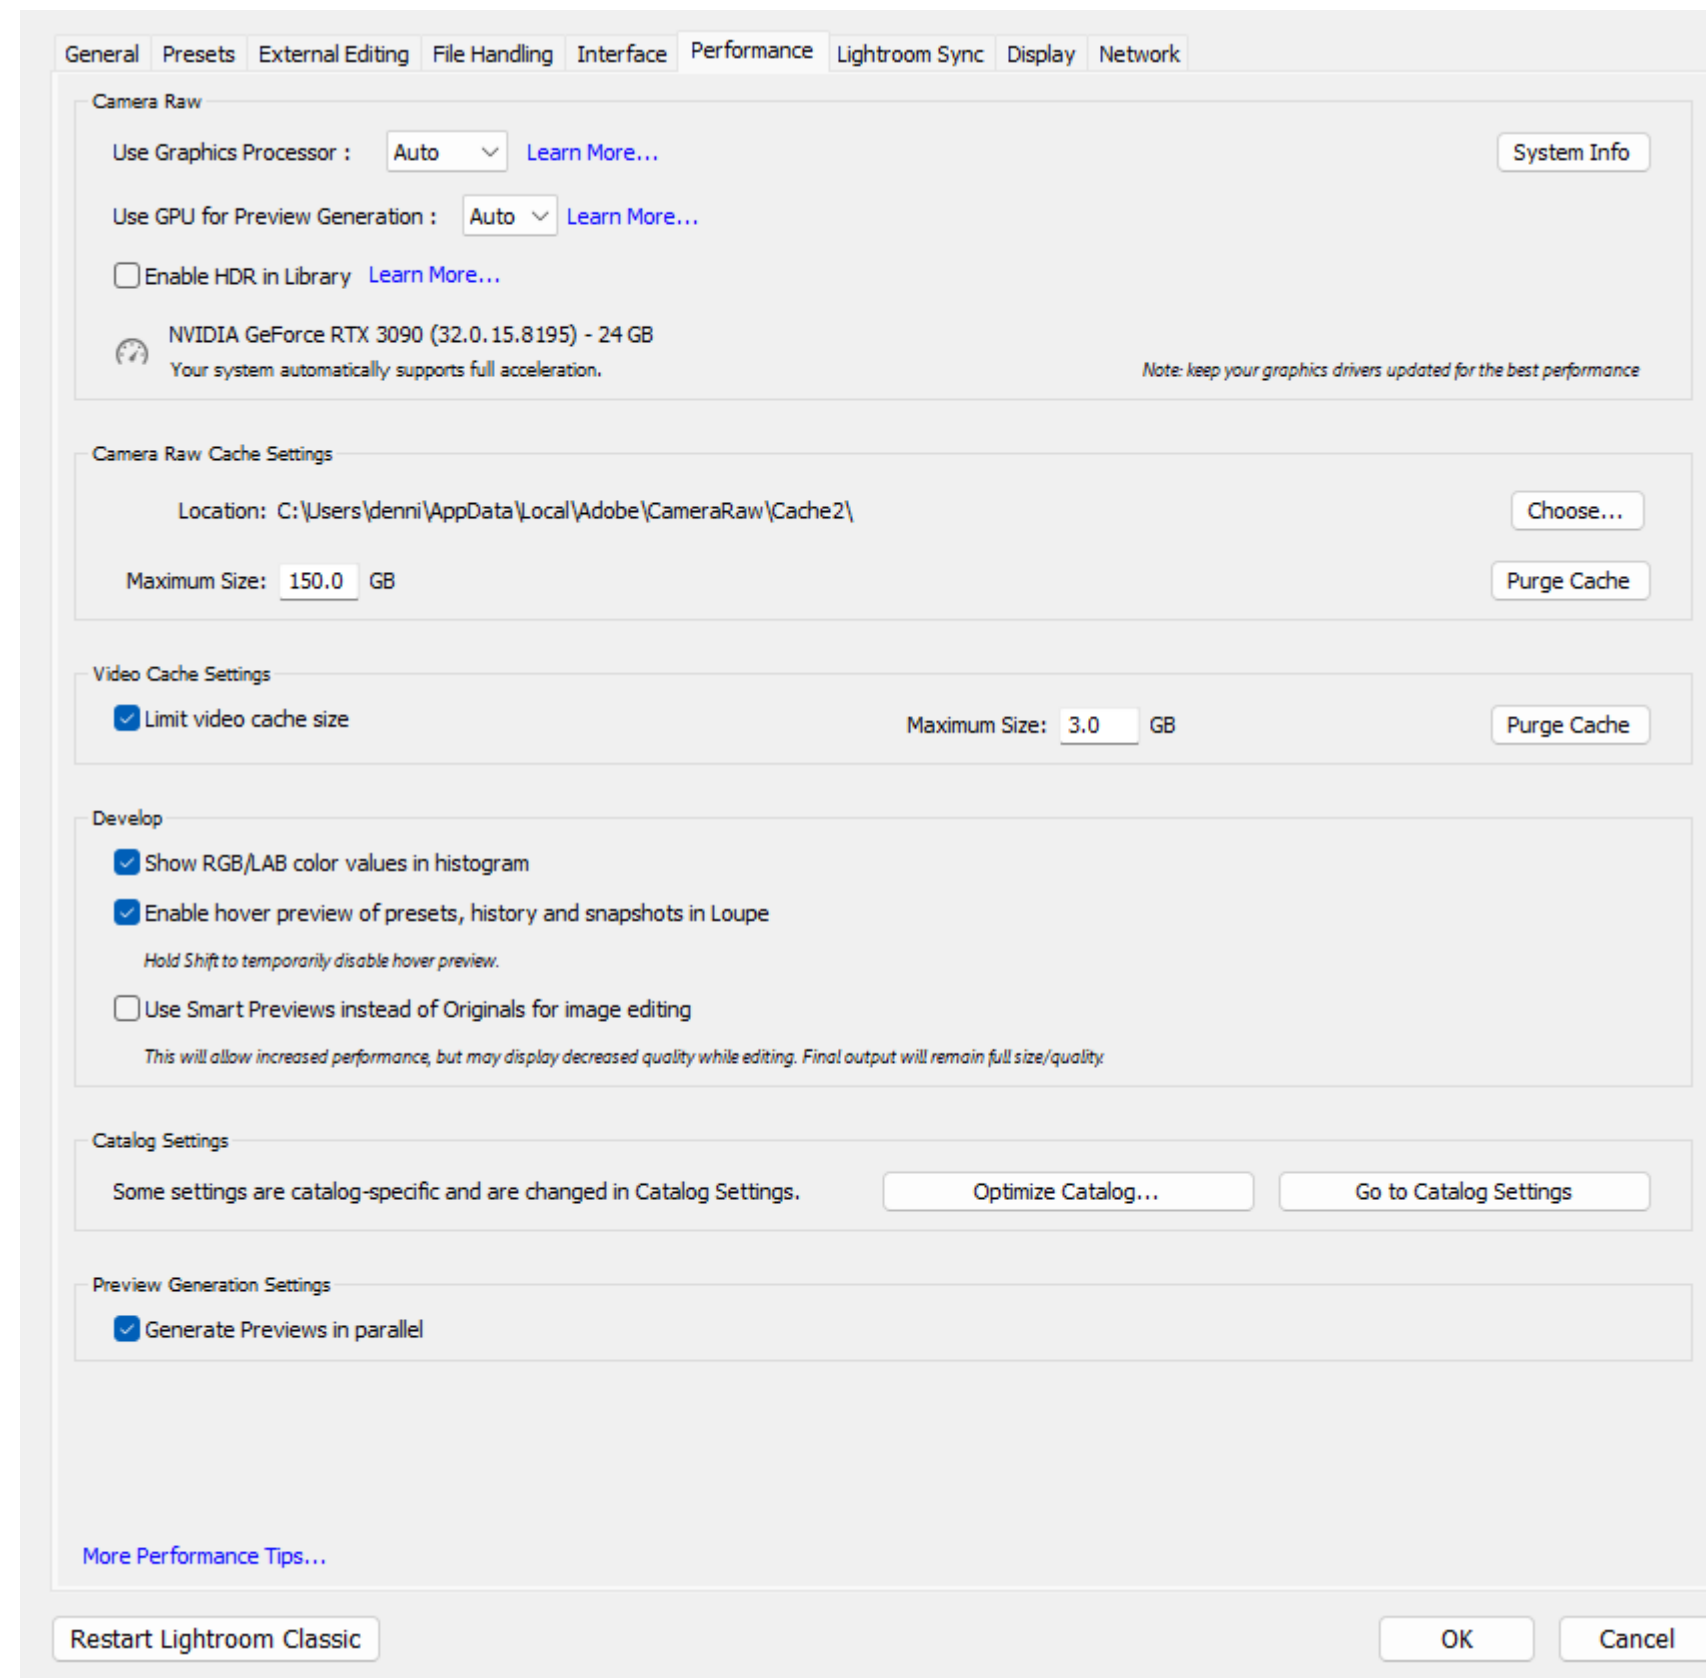 General Presets External Editing File Handling Interface Performance Lightroom Sync Display Network
Camera Raw
Use Graphics Processor : Auto Learn More... System Info
Use GPU for Preview Generation : Auto Learn More...
Enable HDR in Library Learn More...
NVIDIA GeForce RTX 3090 (32.0.15.8195) - 24 GB
Your system automatically supports full acceleration. Note: keep your graphics drivers updated for the best performance
Camera Raw Cache Settings
Location: C:\Users\denni\AppData\Local\Adobe\CameraRaw\Cache2\ Choose...
Maximum Size: 150.0 GB Purge Cache
Video Cache Settings
Limit video cache size Maximum Size: 3.0 GB Purge Cache
Develop
Show RGB/LAB color values in histogram
Enable hover preview of presets, history and snapshots in Loupe
Hold Shift to temporarily disable hover preview.
Use Smart Previews instead of Originals for image editing
This will allow increased performance, but may display decreased quality while editing. Final output will remain full size/quality.
Catalog Settings
Some settings are catalog-specific and are changed in Catalog Settings. Optimize Catalog... Go to Catalog Settings
Preview Generation Settings
Generate Previews in parallel
More Performance Tips...
Restart Lightroom Classic OK Cancel